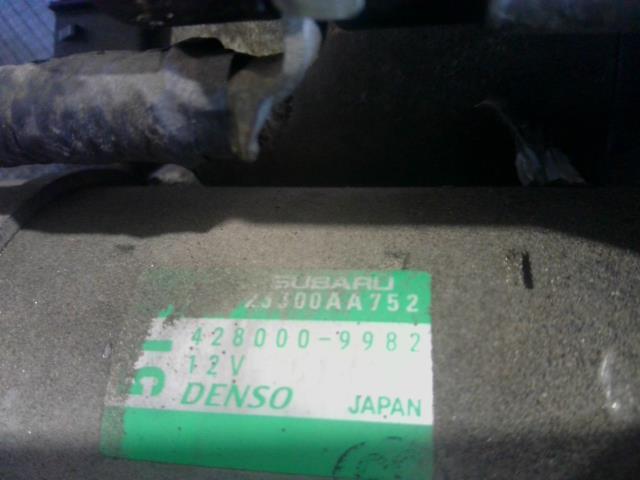 SUBARU
23300AA752
428000-9982
12V
DENSO JAPAN